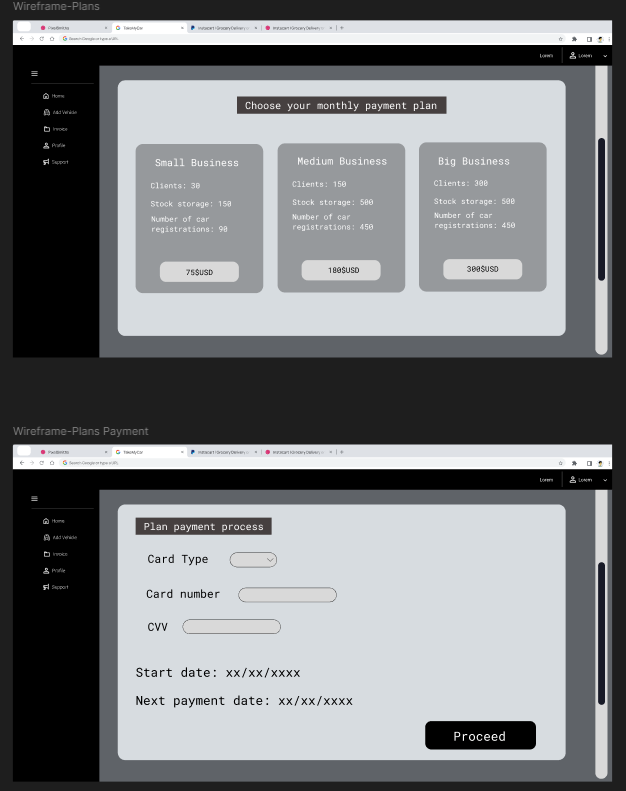 Wireframe-Plans
TradeMyCar
Instacart | Grocery Delivery
Instacart | Grocery Delivery
Search Google or type a URL
Lorem
Lorem
Home
Add Vehicle
Invoice
Profile
Support
Choose your monthly payment plan
Small Business
Clients: 30
Stock storage: 150
Number of car
registrations: 90
75$USD
Medium Business
Clients: 150
Stock storage: 500
Number of car
registrations: 450
180$USD
Big Business
Clients: 300
Stock storage: 500
Number of car
registrations: 450
300$USD
Wireframe-Plans Payment
Instacart | Grocery Delivery
Instacart | Grocery Delivery
Search Google or type a URL
Lorem
Lorem
Home
Add Vehicle
Invoice
Profile
Support
Plan payment process
Card Type
Card number
CVV
Start date: xx/xx/xxxx
Next payment date: xx/xx/xxxx
Proceed